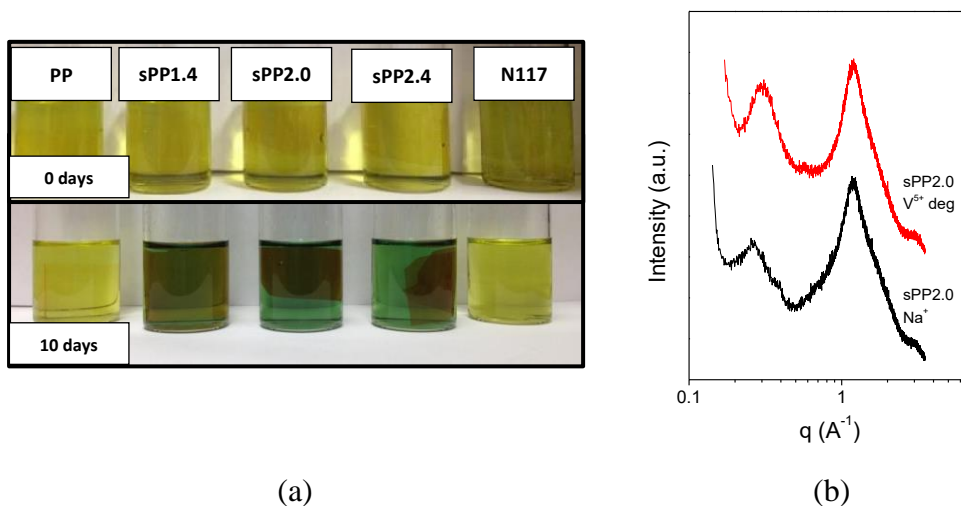 PP sPP1.4 sPP2.0 sPP2.4 N117
0 days
10 days
Intensity (a.u.)
sPP2.0
V⁵⁺ deg
sPP2.0
Na⁺
0.1 1
q (A⁻¹)
(a) (b)